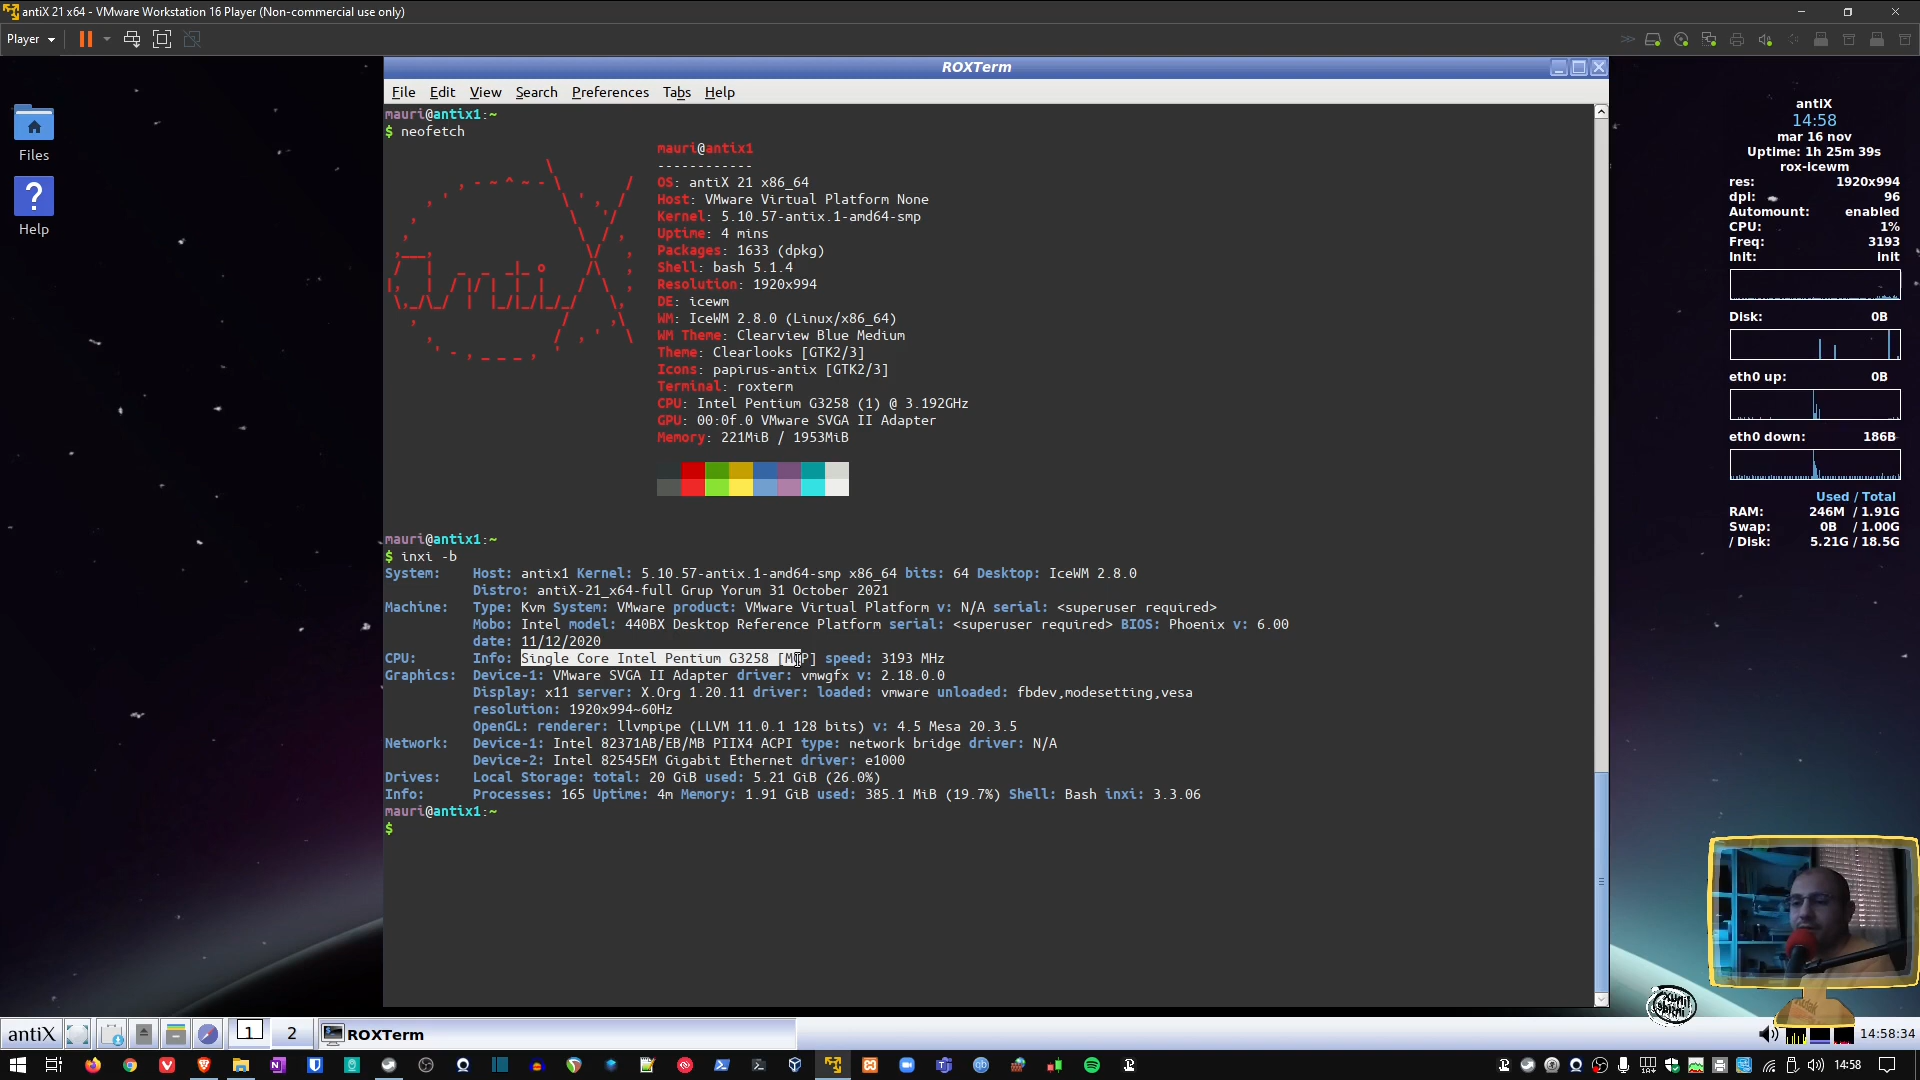 antiX 21 x64 - VMware Workstation 16 Player (Non-commercial use only)
Player
ROXTerm
File Edit View Search Preferences Tabs Help
Files
Help
mauri@antix1:~
$ neofetch
mauri@antix1
------------
OS: antiX 21 x86_64
Host: VMware Virtual Platform None
Kernel: 5.10.57-antix.1-amd64-smp
Uptime: 4 mins
Packages: 1633 (dpkg)
Shell: bash 5.1.4
Resolution: 1920x994
DE: icewm
WM: IceWM 2.8.0 (Linux/x86_64)
WM Theme: Clearview Blue Medium
Theme: Clearlooks [GTK2/3]
Icons: papirus-antix [GTK2/3]
Terminal: roxterm
CPU: Intel Pentium G3258 (1) @ 3.192GHz
GPU: 00:0f.0 VMware SVGA II Adapter
Memory: 221MiB / 1953MiB
mauri@antix1:~
$ inxi -b
System: Host: antix1 Kernel: 5.10.57-antix.1-amd64-smp x86_64 bits: 64 Desktop: IceWM 2.8.0
Distro: antiX-21_x64-full Grup Yorum 31 October 2021
Machine: Type: Kvm System: VMware product: VMware Virtual Platform v: N/A serial: <superuser required>
Mobo: Intel model: 440BX Desktop Reference Platform serial: <superuser required> BIOS: Phoenix v: 6.00
date: 11/12/2020
CPU: Info: Single Core Intel Pentium G3258 [MCP] speed: 3193 MHz
Graphics: Device-1: VMware SVGA II Adapter driver: vmwgfx v: 2.18.0.0
Display: x11 server: X.Org 1.20.11 driver: loaded: vmware unloaded: fbdev,modesetting,vesa
resolution: 1920x994~60Hz
OpenGL: renderer: llvmpipe (LLVM 11.0.1 128 bits) v: 4.5 Mesa 20.3.5
Network: Device-1: Intel 82371AB/EB/MB PIIX4 ACPI type: network bridge driver: N/A
Device-2: Intel 82545EM Gigabit Ethernet driver: e1000
Drives: Local Storage: total: 20 GiB used: 5.21 GiB (26.0%)
Info: Processes: 165 Uptime: 4m Memory: 1.91 GiB used: 385.1 MiB (19.7%) Shell: Bash inxi: 3.3.06
mauri@antix1:~
$
antiX
14:58
mar 16 nov
Uptime: 1h 25m 39s
rox-icewm
res: 1920x994
dpi: 96
Automount: enabled
CPU: 1%
Freq: 3193
Init: init
Disk: 0B
eth0 up: 0B
eth0 down: 186B
Used / Total
RAM: 246M / 1.91G
Swap: 0B / 1.00G
/ Disk: 5.21G / 18.5G
antiX 1 2 ROXTerm 14:58:34
14:58